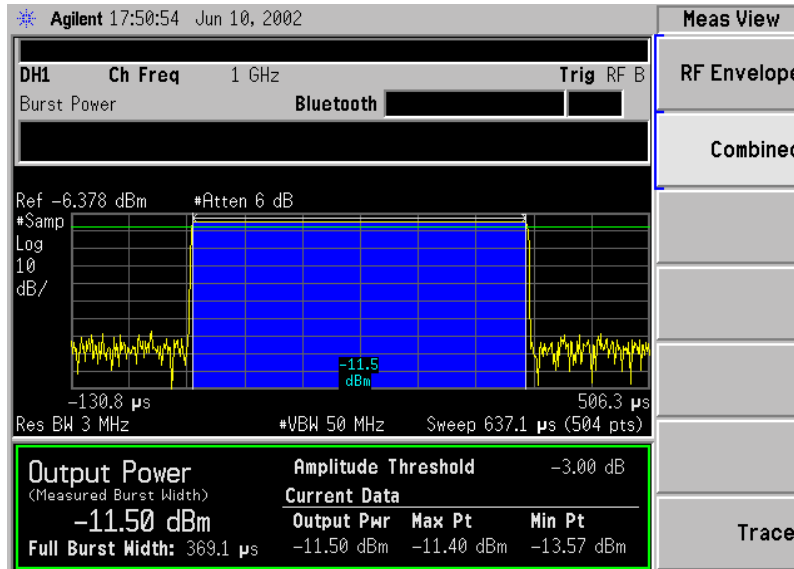 Agilent 17:50:54 Jun 10, 2002
Meas View
DH1 Ch Freq 1 GHz Trig RF B
Burst Power Bluetooth
RF Envelope
Combined
Ref -6.378 dBm #Atten 6 dB
#Samp
Log
10
dB/
-11.5
dBm
-130.8 µs 506.3 µs
Res BW 3 MHz #VBW 50 MHz Sweep 637.1 µs (504 pts)
Output Power
(Measured Burst Width)
-11.50 dBm
Full Burst Width: 369.1 µs
Amplitude Threshold -3.00 dB
Current Data
Output Pwr Max Pt Min Pt
-11.50 dBm -11.40 dBm -13.57 dBm
Trace